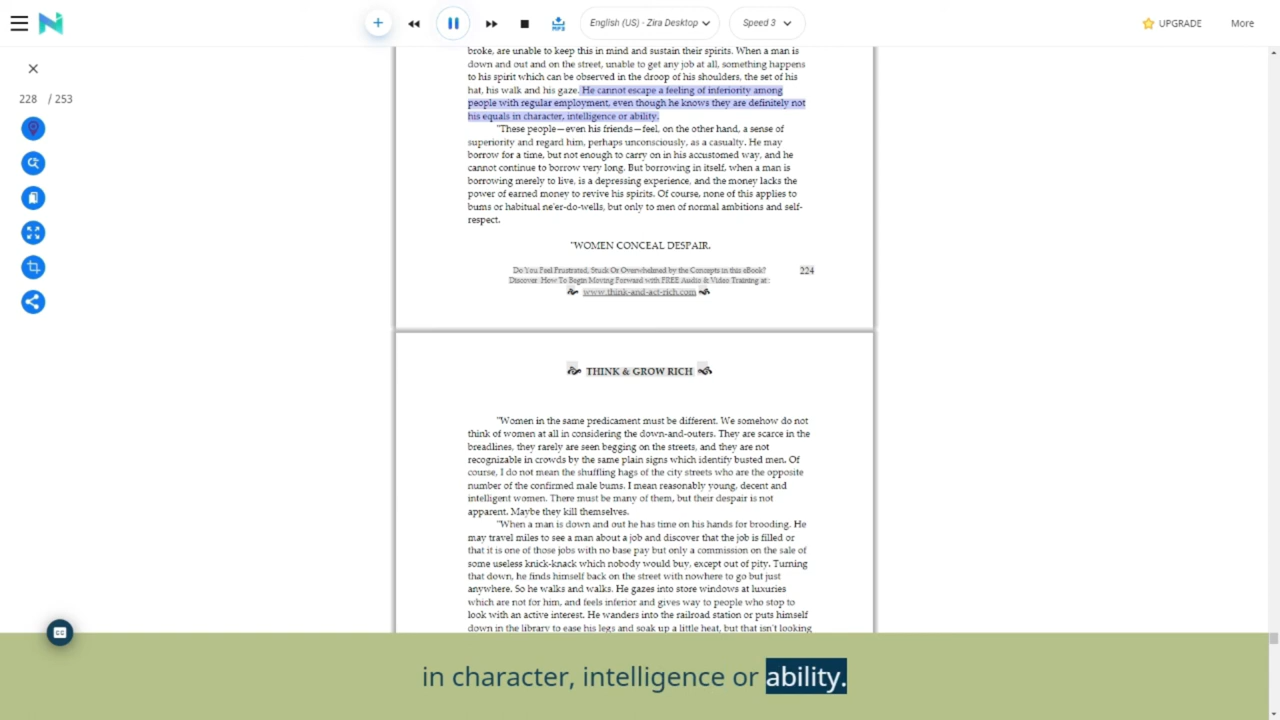 English (US) - Zira Desktop
Speed 3
UPGRADE
More
MP3
228 / 253
broke, are unable to keep this in mind and sustain their spirits. When a man is
down and out and on the street, unable to get any job at all, something happens
to his spirit which can be observed in the droop of his shoulders, the set of his
hat, his walk and his gaze. He cannot escape a feeling of inferiority among
people with regular employment, even though he knows they are definitely not
his equals in character, intelligence or ability.
"These people—even his friends—feel, on the other hand, a sense of
superiority and regard him, perhaps unconsciously, as a casualty. He may
borrow for a time, but not enough to carry on in his accustomed way, and he
cannot continue to borrow very long. But borrowing in itself, when a man is
borrowing merely to live, is a depressing experience, and the money lacks the
power of earned money to revive his spirits. Of course, none of this applies to
bums or habitual ne'er-do-wells, but only to men of normal ambitions and self-
respect.
"WOMEN CONCEAL DESPAIR.
Do You Feel Frustrated, Stuck Or Overwhelmed by the Concepts in this eBook?
224
Discover How To Begin Moving Forward with FREE Audio & Video Training at:
www.think-and-act-rich.com
THINK & GROW RICH
"Women in the same predicament must be different. We somehow do not
think of women at all in considering the down-and-outers. They are scarce in the
breadlines, they rarely are seen begging on the streets, and they are not
recognizable in crowds by the same plain signs which identify busted men. Of
course, I do not mean the shuffling hags of the city streets who are the opposite
number of the confirmed male bums. I mean reasonably young, decent and
intelligent women. There must be many of them, but their despair is not
apparent. Maybe they kill themselves.
"When a man is down and out he has time on his hands for brooding. He
may travel miles to see a man about a job and discover that the job is filled or
that it is one of those jobs with no base pay but only a commission on the sale of
some useless knick-knack which nobody would buy, except out of pity. Turning
that down, he finds himself back on the street with nowhere to go but just
anywhere. So he walks and walks. He gazes into store windows at luxuries
which are not for him, and feels inferior and gives way to people who stop to
look with an active interest. He wanders into the railroad station or puts himself
down in the library to ease his legs and soak up a little heat, but that isn't looking
CC
in character, intelligence or ability.